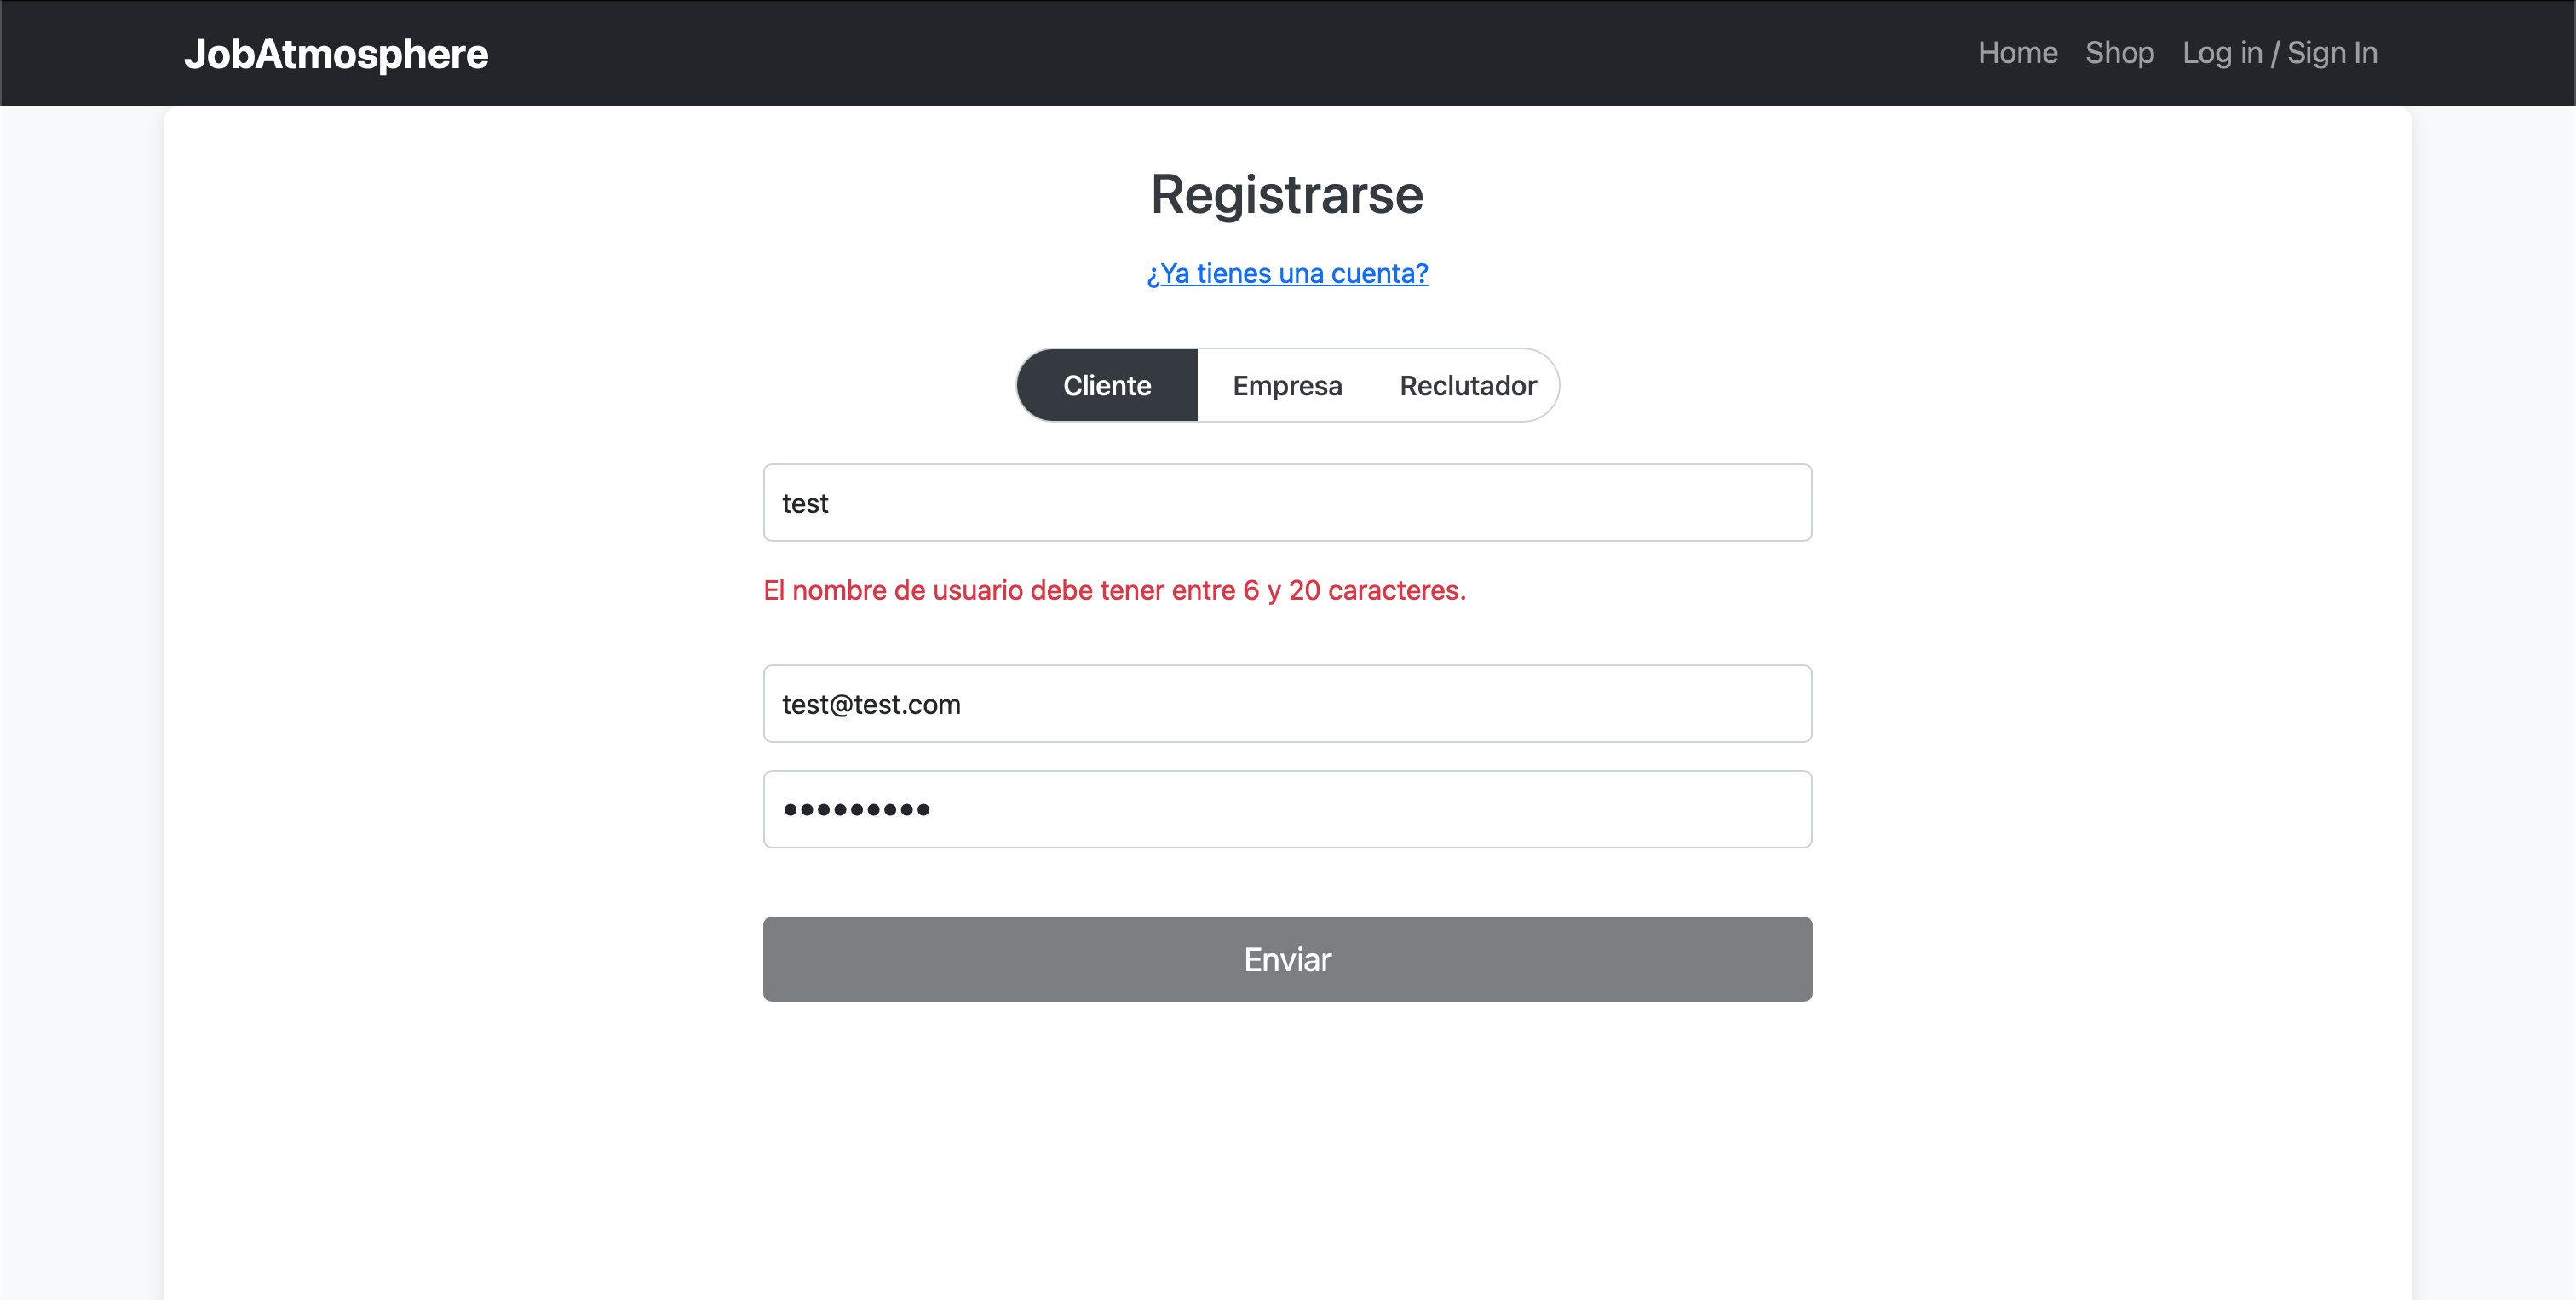 JobAtmosphere
Home Shop Log in / Sign In
Registrarse
¿Ya tienes una cuenta?
Cliente Empresa Reclutador
test
El nombre de usuario debe tener entre 6 y 20 caracteres.
test@test.com
•••••••••
Enviar